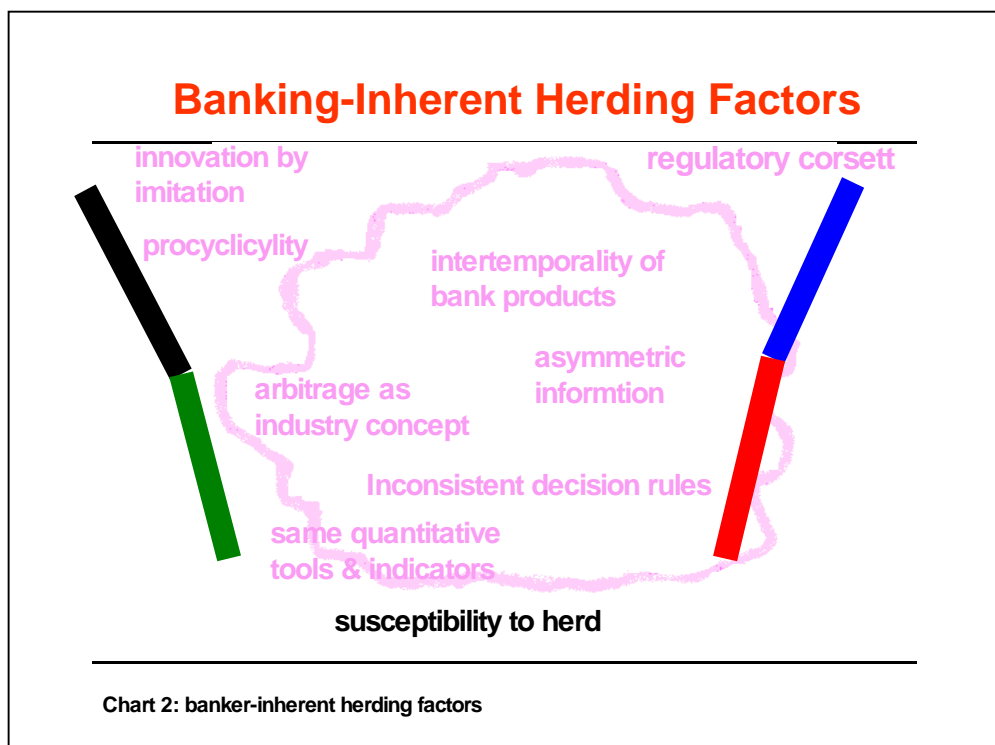 Banking-Inherent Herding Factors
innovation by
imitation
regulatory corsett
procyclicylity
intertemporality of
bank products
asymmetric
informtion
arbitrage as
industry concept
Inconsistent decision rules
same quantitative
tools & indicators
susceptibility to herd
Chart 2: banker-inherent herding factors